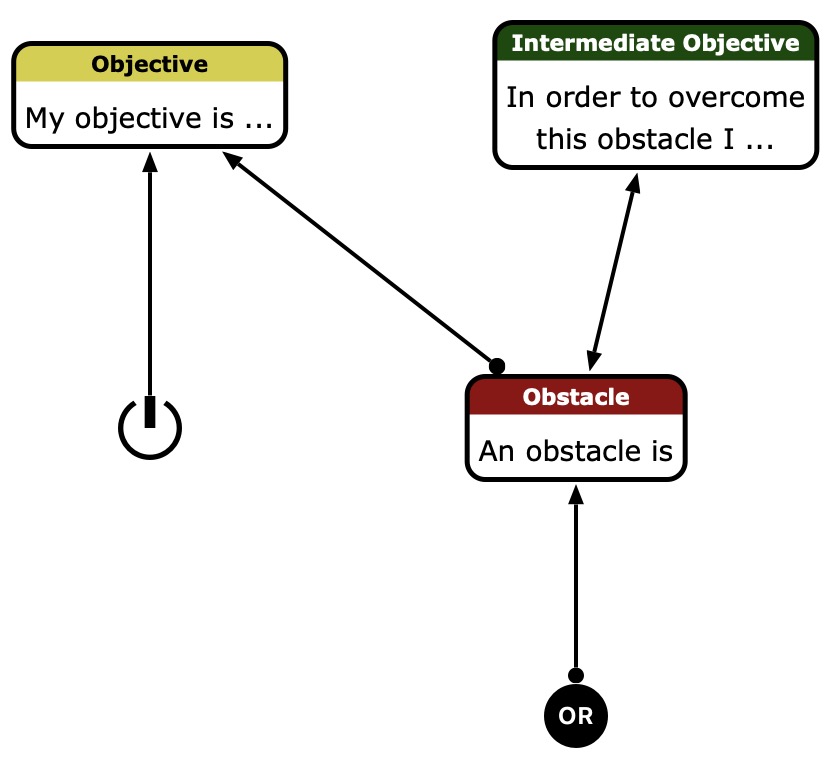 Objective
My objective is ...
Intermediate Objective
In order to overcome
this obstacle I ...
Obstacle
An obstacle is
OR